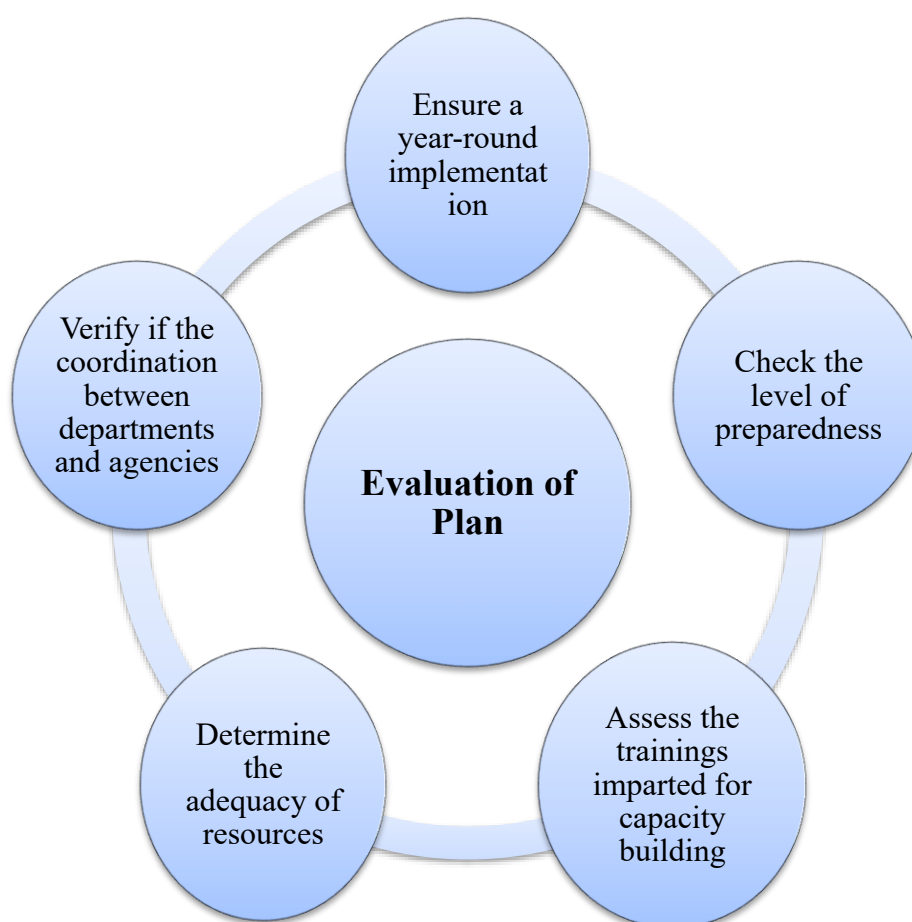 Ensure a
year-round
implementat
ion
Check the
level of
preparedness
Assess the
trainings
imparted for
capacity
building
Determine
the
adequacy of
resources
Verify if the
coordination
between
departments
and agencies
Evaluation of
Plan